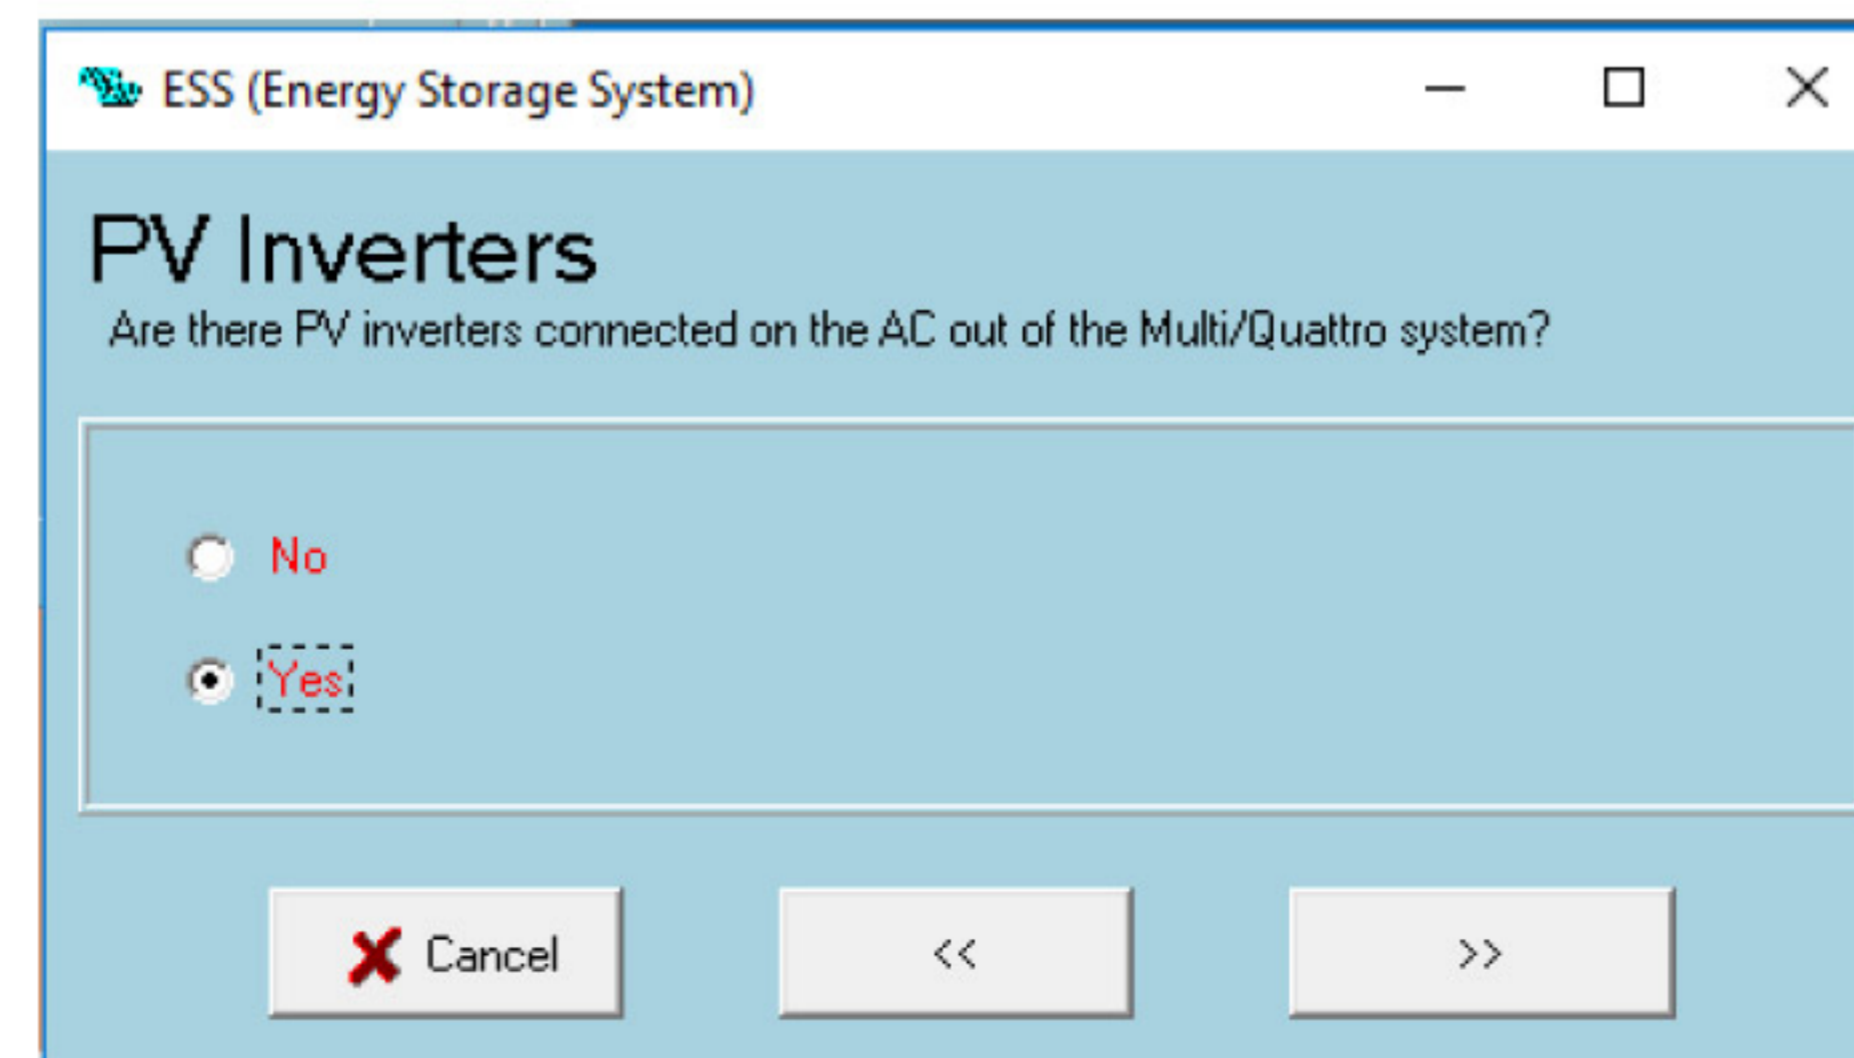 ESS (Energy Storage System)
PV Inverters
Are there PV inverters connected on the AC out of the Multi/Quattro system?
No
Yes
Cancel
<<
>>